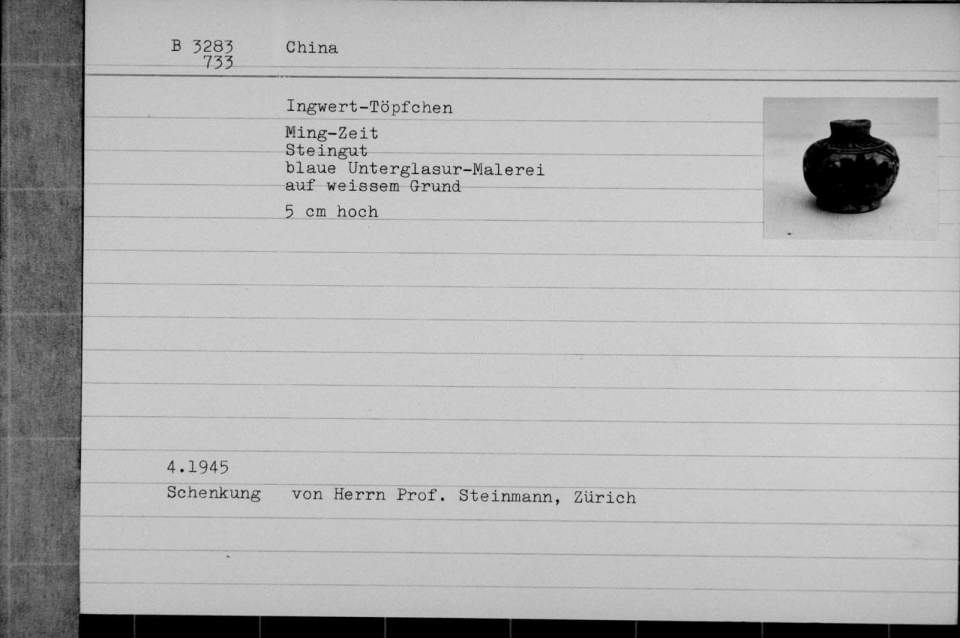 B 3283 China
733
Ingwert-Töpfchen
Ming-Zeit
Steingut
blaue Unterglasur-Malerei
auf weissem Grund
5 cm hoch
4.1945
Schenkung von Herrn Prof. Steinmann, Zürich